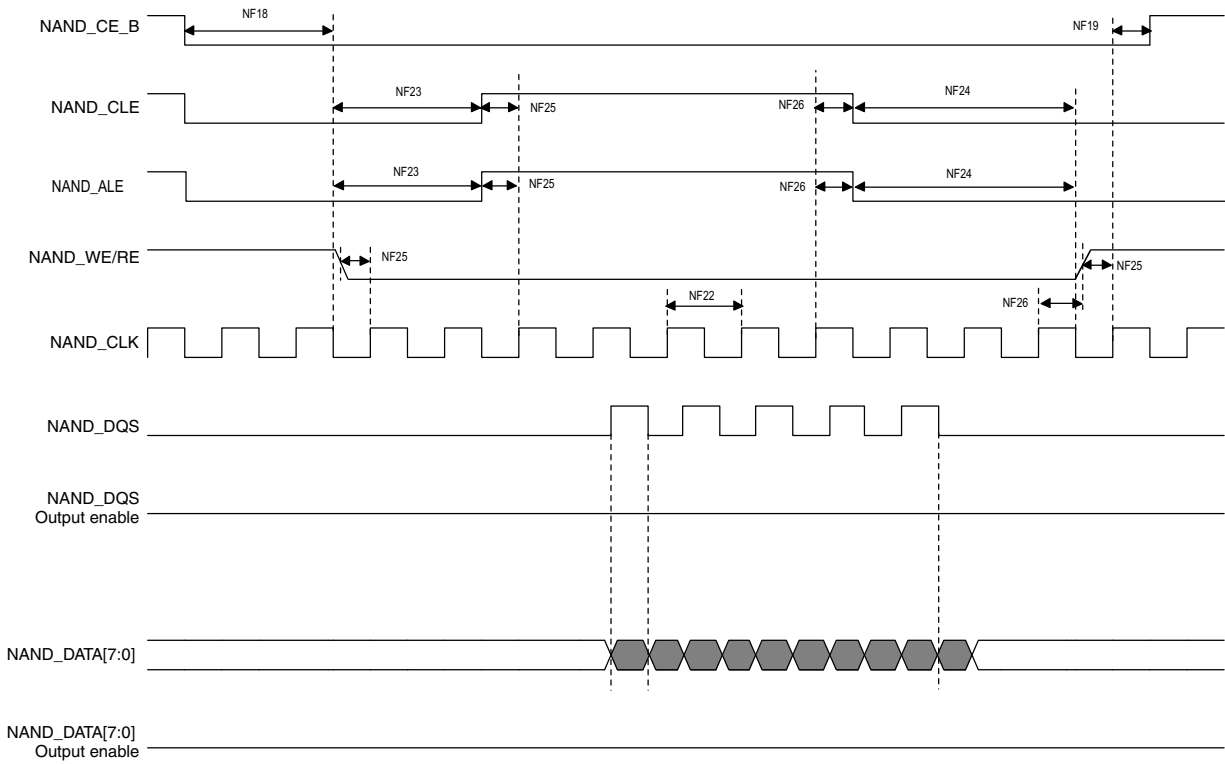 NF18
NAND_CE_B
NF19
NF23
NF24
NAND_CLE
NF25
NF26
NF23
NF24
NAND_ALE
NF25
NF26
NAND_WE/RE
NF25
NF25
NF22
NF26
NAND_CLK
NAND_DQS
NAND_DQS
Output enable
NAND_DATA[7:0]
NAND_DATA[7:0]
Output enable